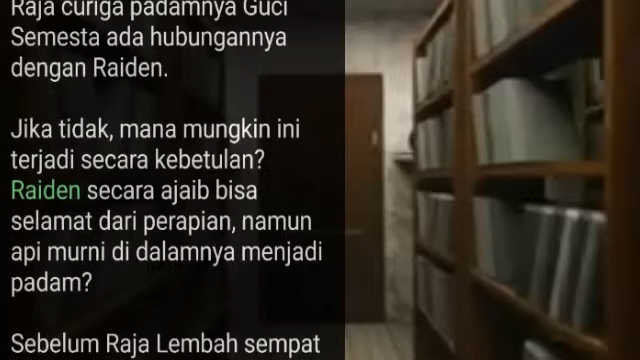 Raja curiga padamnya Guci
Semesta ada hubungannya
dengan Raiden.
Jika tidak, mana mungkin ini
terjadi secara kebetulan?
Raiden secara ajaib bisa
selamat dari perapian, namun
api murni di dalamnya menjadi
padam?
Sebelum Raja Lembah sempat